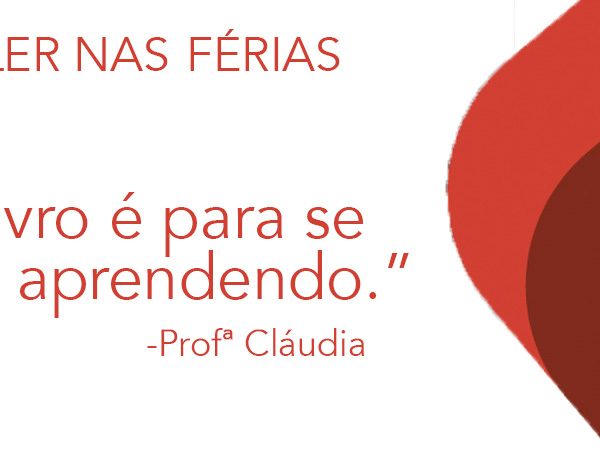 LER NAS FÉRIAS
vro é para se
aprendendo.”
-Profª Cláudia